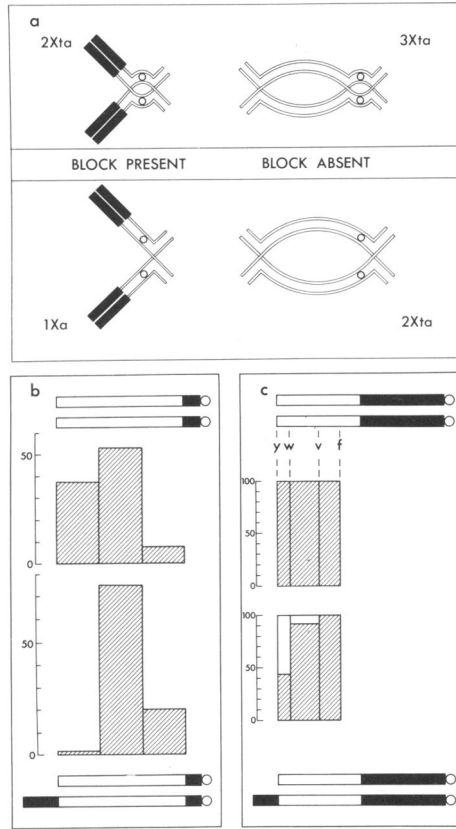 a
2Xta 3Xta
BLOCK PRESENT BLOCK ABSENT
1Xa 2Xta
b
50
0
50
0
c
y w v f
100
50
0
100
50
0